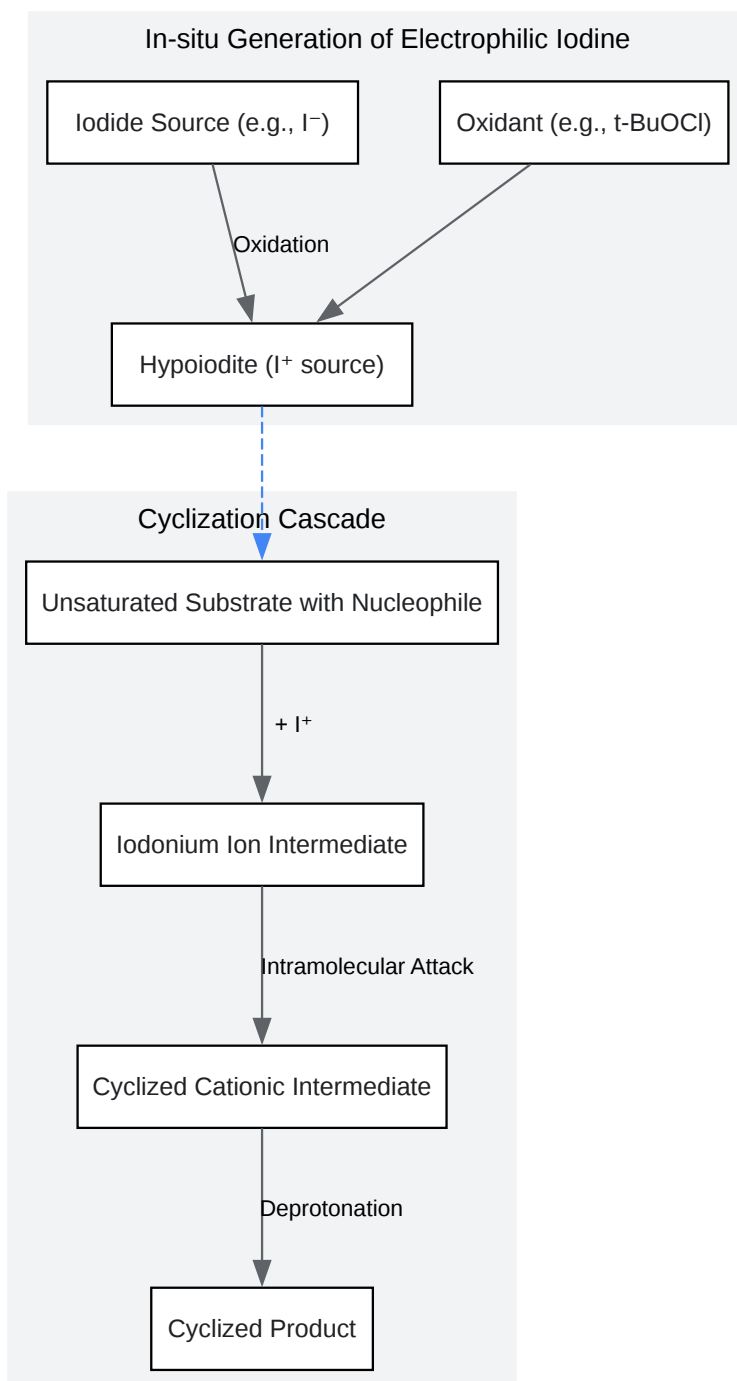 In-situ Generation of Electrophilic Iodine
Iodide Source (e.g., I⁻)
Oxidant (e.g., t-BuOCl)
Oxidation
Hypoiodite (I⁺ source)
Cyclization Cascade
Unsaturated Substrate with Nucleophile
+ I⁺
Iodonium Ion Intermediate
Intramolecular Attack
Cyclized Cationic Intermediate
Deprotonation
Cyclized Product